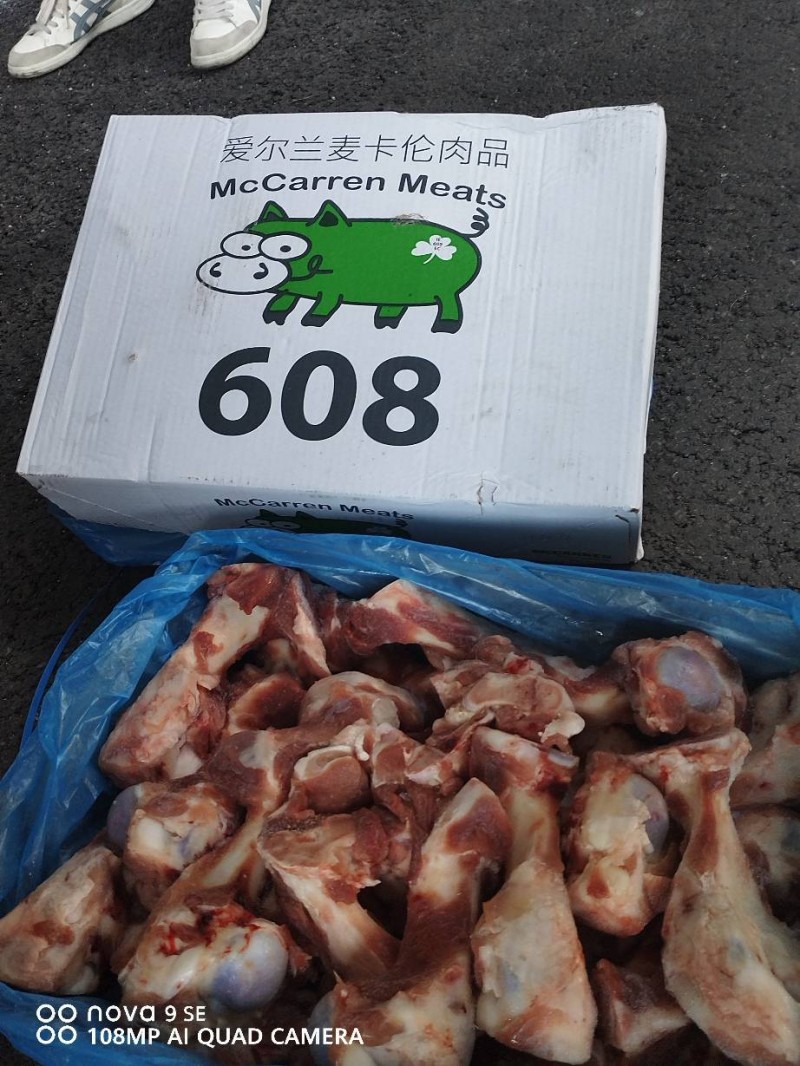 爱尔兰麦卡伦肉品
McCarren Meats
608
McCarren Meats
nova 9 SE
108MP AI QUAD CAMERA